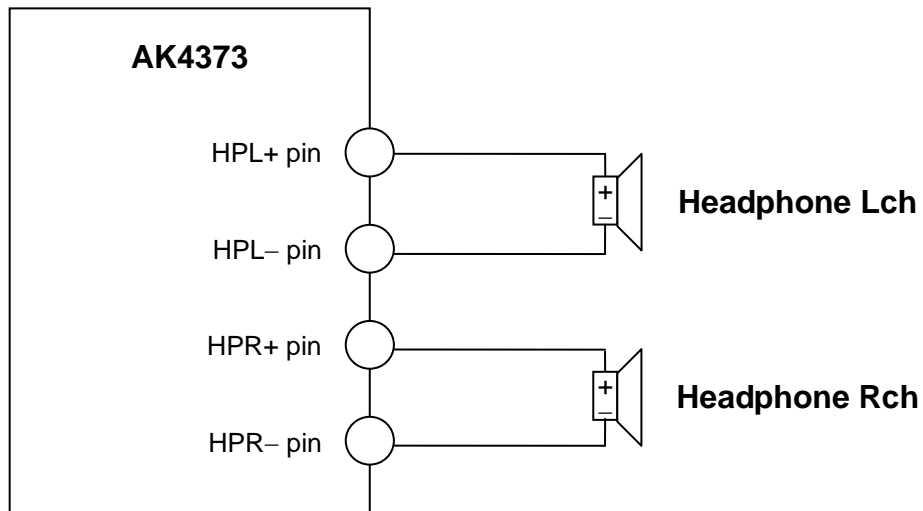 AK4373
HPL+ pin
+
−
Headphone Lch
HPL− pin
HPR+ pin
+
−
Headphone Rch
HPR− pin